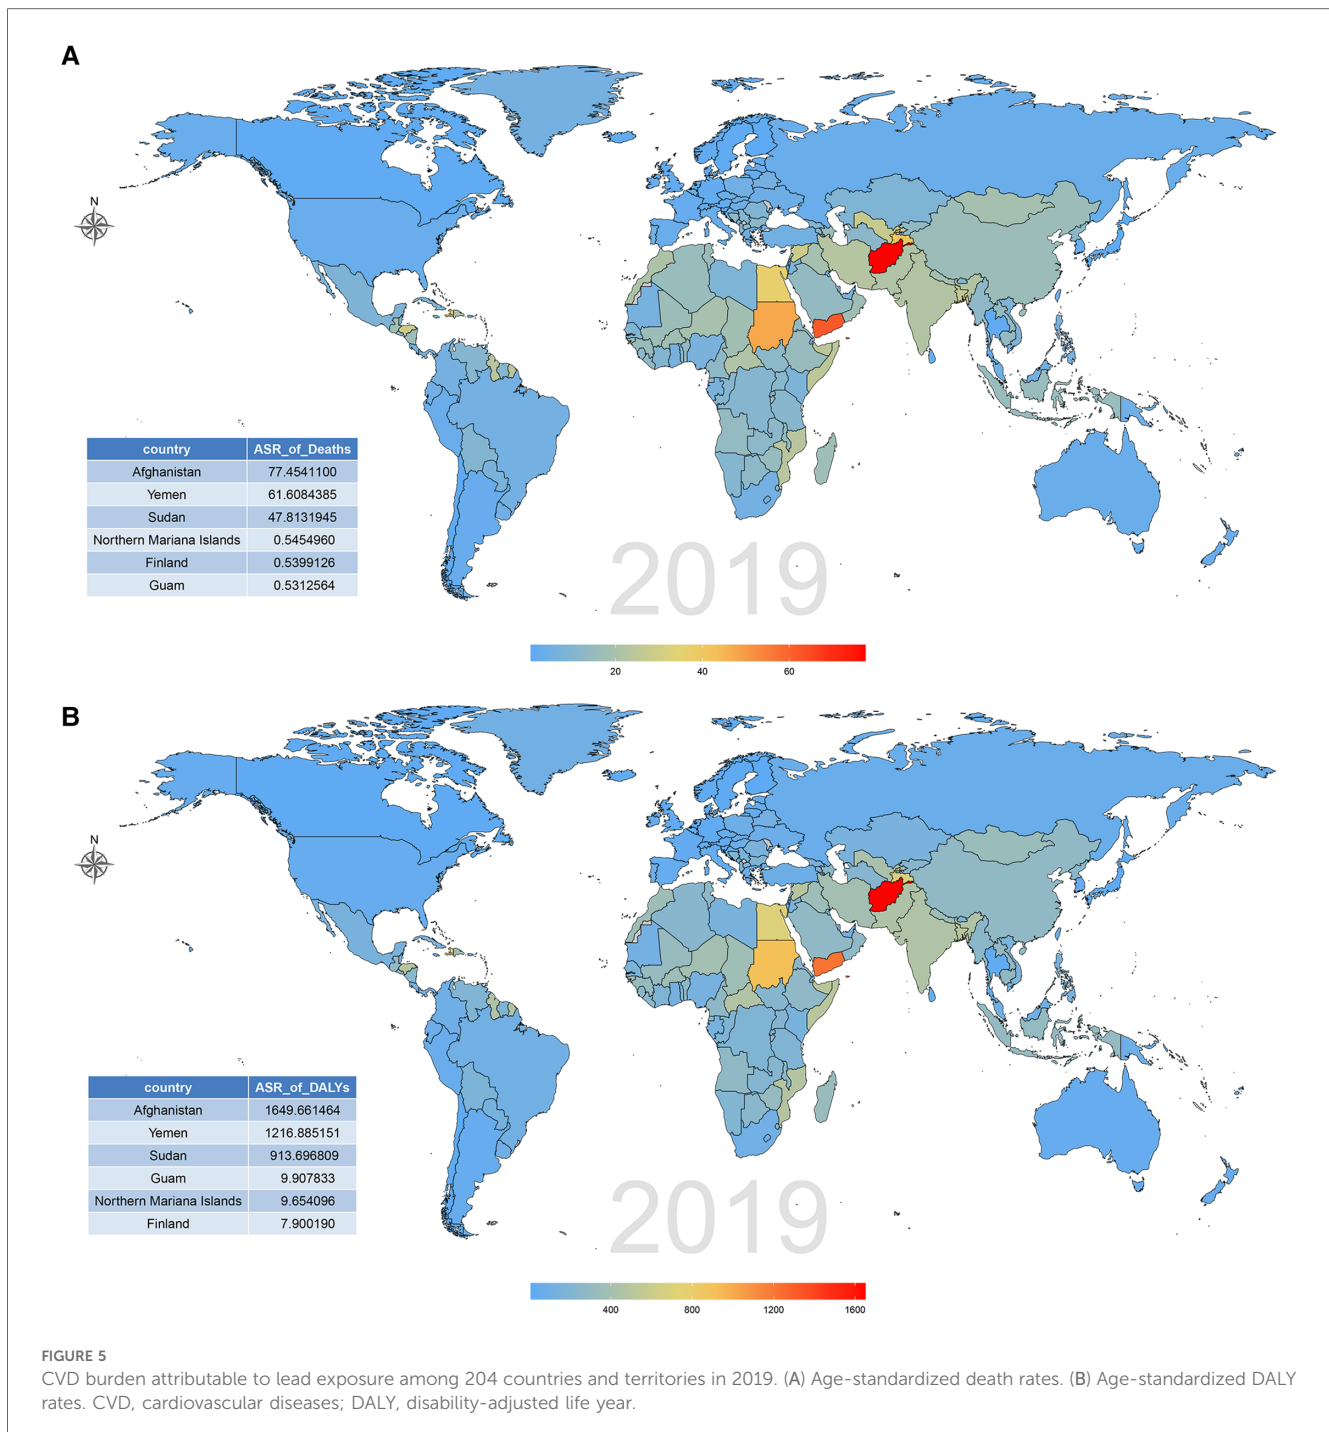 A
N
country ASR_of_Deaths
Afghanistan 77.4541100
Yemen 61.6084385
Sudan 47.8131945
Northern Mariana Islands 0.5454960
Finland 0.5399126
Guam 0.5312564
2019
20 40 60
B
N
country ASR_of_DALYs
Afghanistan 1649.661464
Yemen 1216.885151
Sudan 913.696809
Guam 9.907833
Northern Mariana Islands 9.654096
Finland 7.900190
2019
400 800 1200 1600
FIGURE 5
CVD burden attributable to lead exposure among 204 countries and territories in 2019. (A) Age-standardized death rates. (B) Age-standardized DALY
rates. CVD, cardiovascular diseases; DALY, disability-adjusted life year.